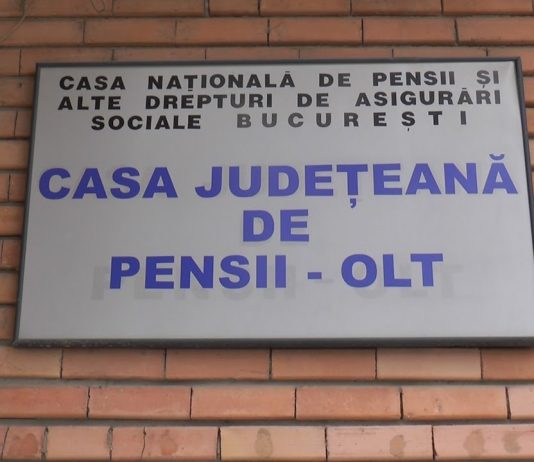 CASA NAȚIONALĂ DE PENSII ȘI
ALTE DREPTURI DE ASIGURĂRI
SOCIALE BUCUREȘTI
CASA JUDEȚEANĂ
DE
PENSII - OLT